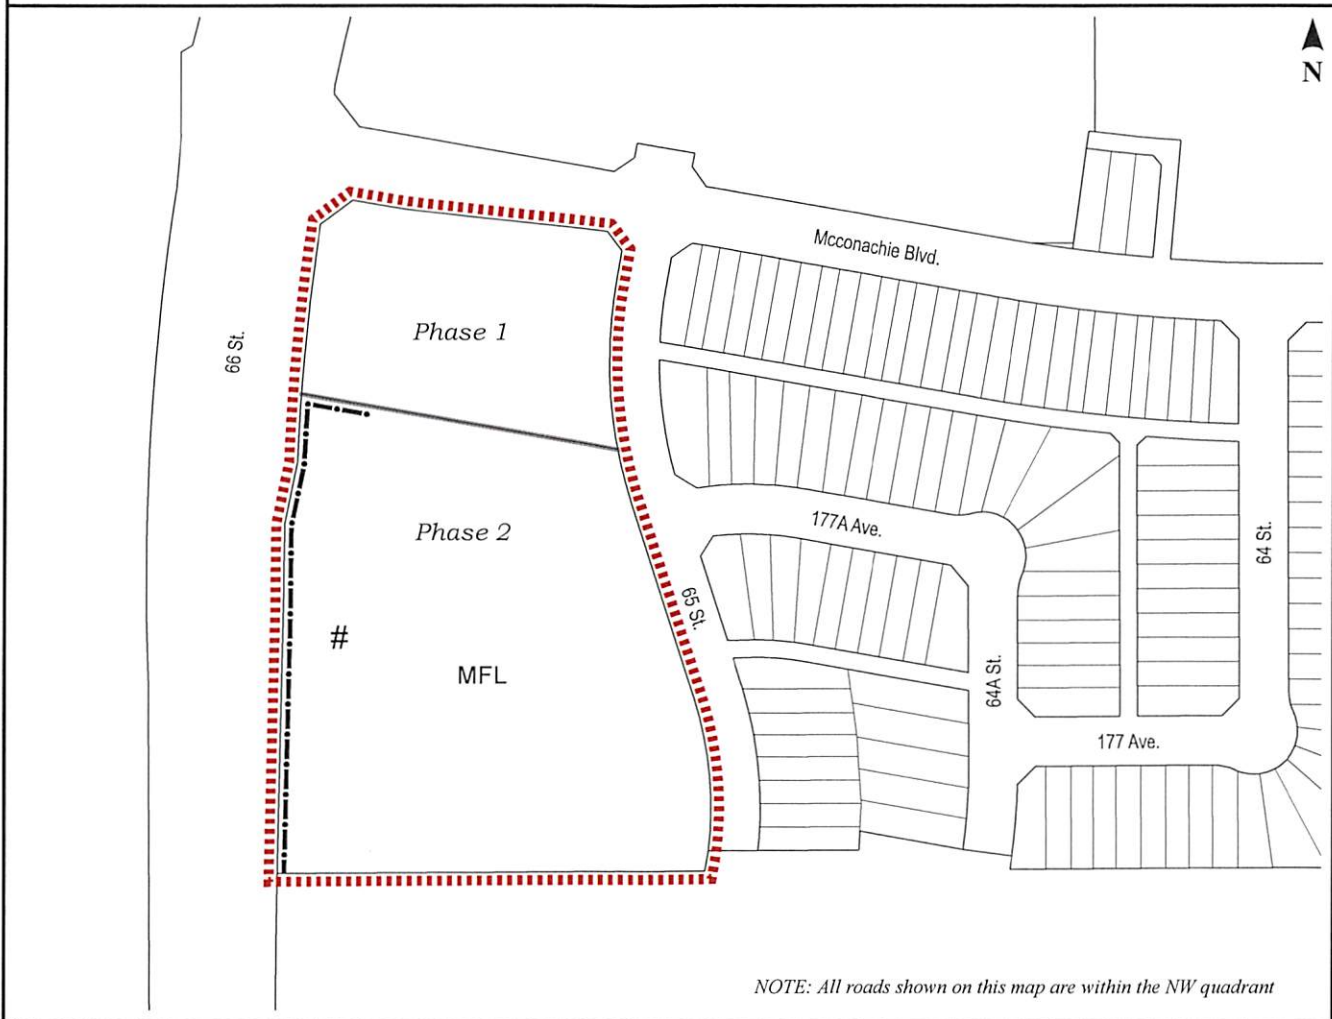 N
Mcconachie Blvd.
Phase 1
66 St.
Phase 2
177A Ave.
64 St.
65 St.
#
MFL
64A St.
177 Ave.
NOTE: All roads shown on this map are within the NW quadrant